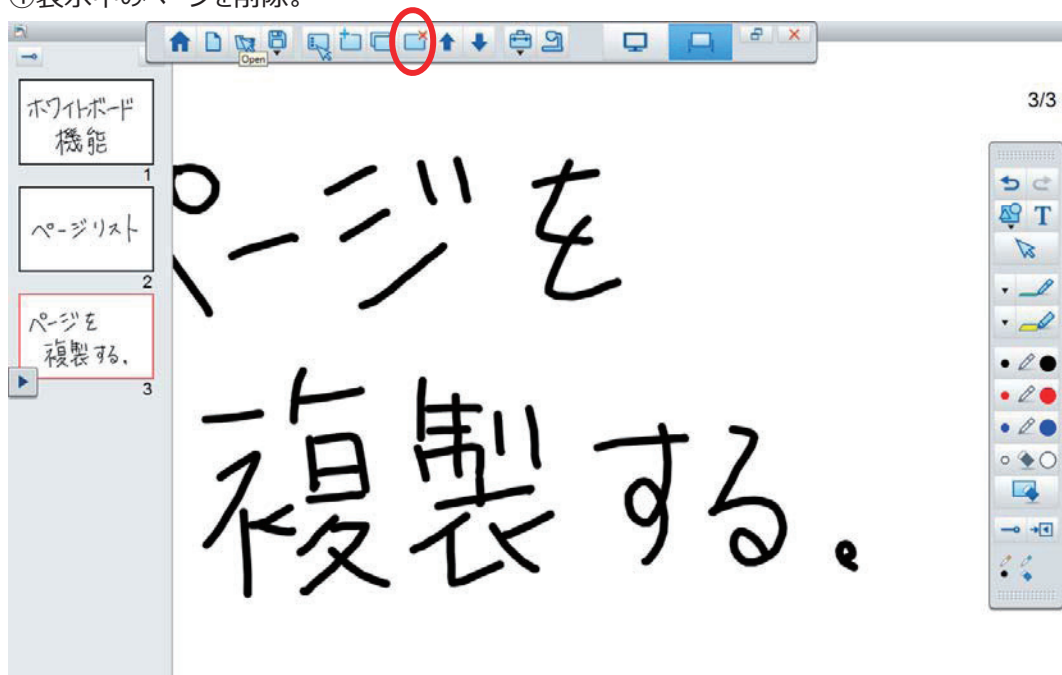 表示中のページを削除。
Open
3/3
ホワイトボード
機能
1
ページリスト
2
ページを
複製する.
3
ページを
複製する.
T